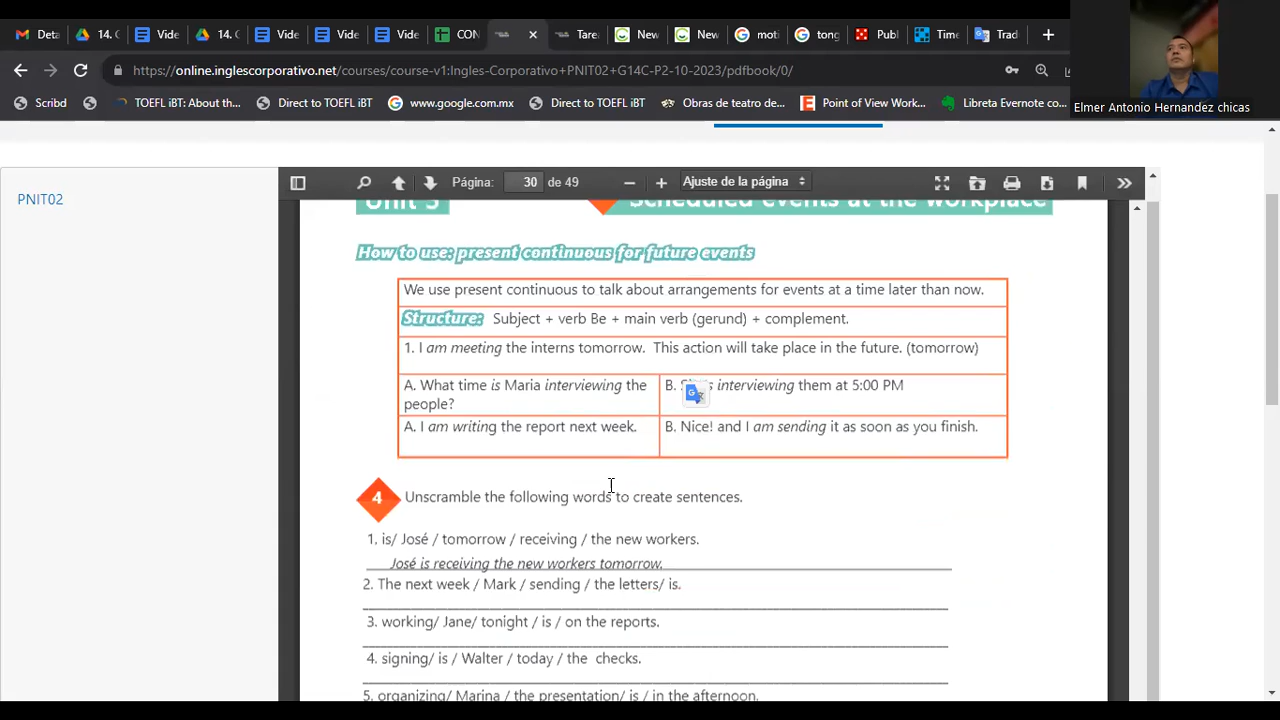 Deta
14. (
Vide
14. (
Vide
Vide
Vide
CON
Tare
New
New
moti
tong
Publ
Time
Trad
https://online.inglescorporativo.net/courses/course-v1:Ingles-Corporativo+PNIT02+G14C-P2-10-2023/pdfbook/0/
Scribd
TOEFL iBT: About th...
Direct to TOEFL iBT
www.google.com.mx
Direct to TOEFL iBT
Obras de teatro de...
Point of View Work...
Libreta Evernote co...
Elmer Antonio Hernandez chicas
PNIT02
Página: 30 de 49
Ajuste de la página
Unit 5 Scheduled events at the workplace
How to use: present continuous for future events
We use present continuous to talk about arrangements for events at a time later than now.
Structure: Subject + verb Be + main verb (gerund) + complement.
1. I am meeting the interns tomorrow. This action will take place in the future. (tomorrow)
A. What time is Maria interviewing the people?
B. interviewing them at 5:00 PM
A. I am writing the report next week.
B. Nice! and I am sending it as soon as you finish.
4 Unscramble the following words to create sentences.
1. is/ José / tomorrow / receiving / the new workers.
José is receiving the new workers tomorrow.
2. The next week / Mark / sending / the letters/ is.
3. working/ Jane/ tonight / is / on the reports.
4. signing/ is / Walter / today / the checks.
5. organizing/ Marina / the presentation/ is / in the afternoon.